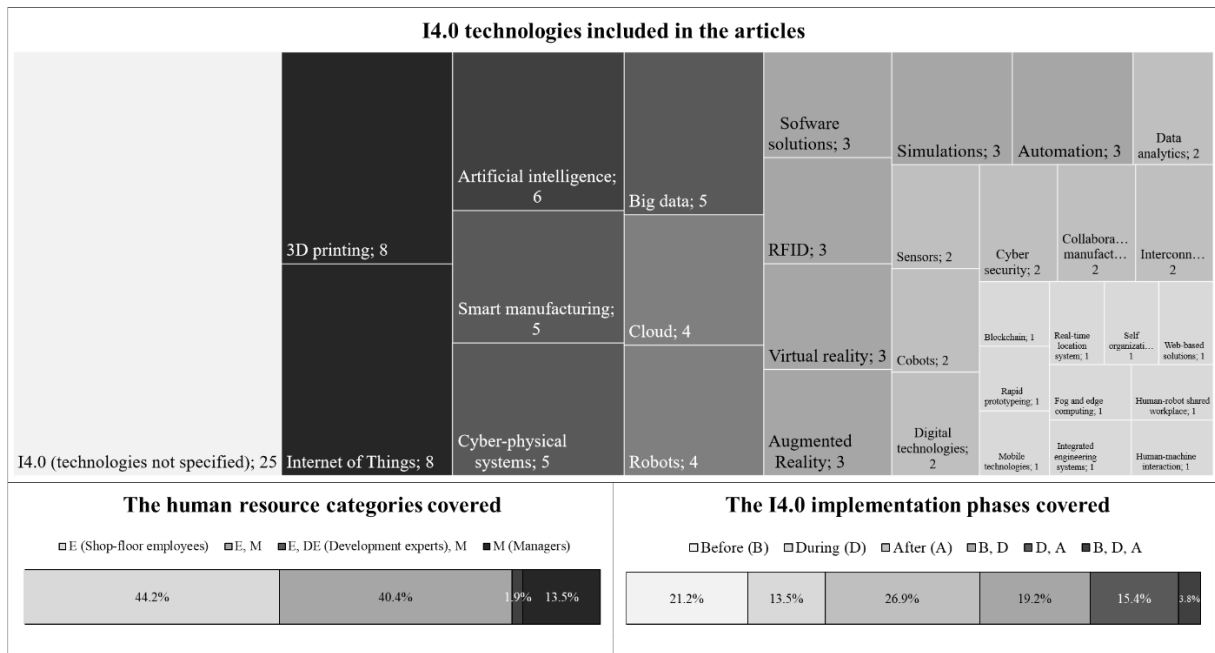 I4.0 technologies included in the articles
I4.0 (technologies not specified); 25
3D printing; 8
Internet of Things; 8
Artificial intelligence;
6
Smart manufacturing;
5
Cyber-physical
systems; 5
Big data; 5
Cloud; 4
Robots; 4
Sofware
solutions; 3
RFID; 3
Virtual reality; 3
Augmented
Reality; 3
Simulations; 3
Automation; 3
Data
analytics; 2
Sensors; 2
Cobots; 2
Digital
technologies;
2
Cyber
security; 2
Collabora…
manufact…
2
Interconn…
2
Blockchain; 1
Rapid
prototypeing; 1
Mobile
technologies; 1
Real-time
location
system; 1
Self
organizati…
1
Web-based
solutions; 1
Fog and edge
computing; 1
Human-robot shared
workplace; 1
Integrated
engineering
systems; 1
Human-machine
interaction; 1
The human resource categories covered
E (Shop-floor employees) E, M E, DE (Development experts), M M (Managers)
44.2% 40.4% 1.9% 13.5%
The I4.0 implementation phases covered
Before (B) During (D) After (A) B, D D, A B, D, A
21.2% 13.5% 26.9% 19.2% 15.4% 3.8%